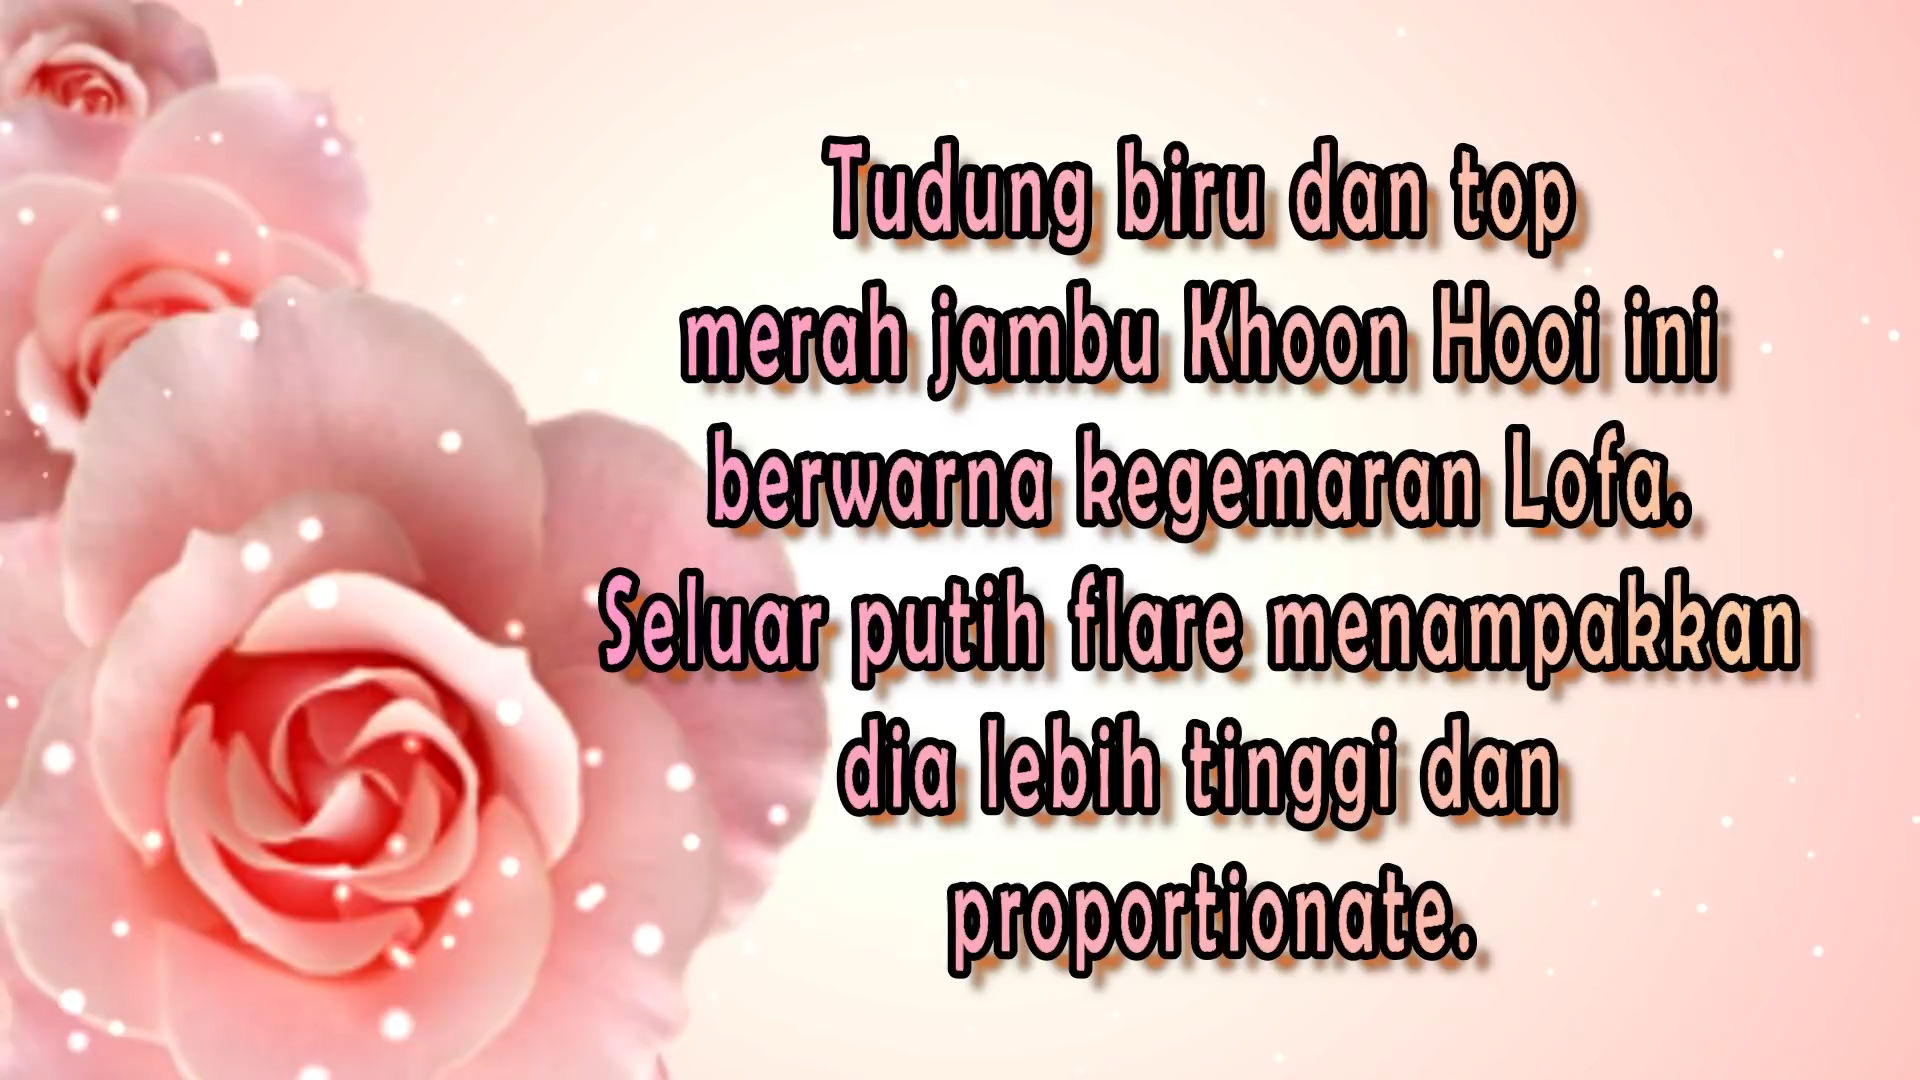 Tudung biru dan top
merah jambu Khoon Hooi ini
berwarna kegemaran Lofa.
Seluar putih flare menampakkan
dia lebih tinggi dan
proportionate.